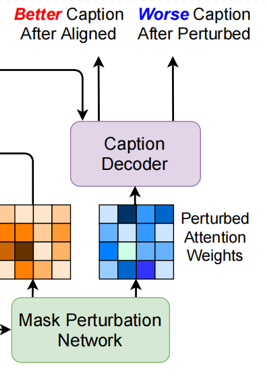 Better Caption
After Aligned
Worse Caption
After Perturbed
Caption
Decoder
Perturbed
Attention
Weights
Mask Perturbation
Network